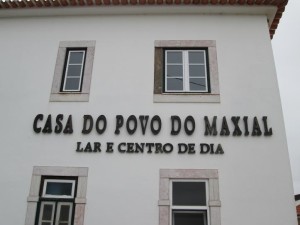 CASA DO POVO DO MAXIAL
LAR E CENTRO DE DIA